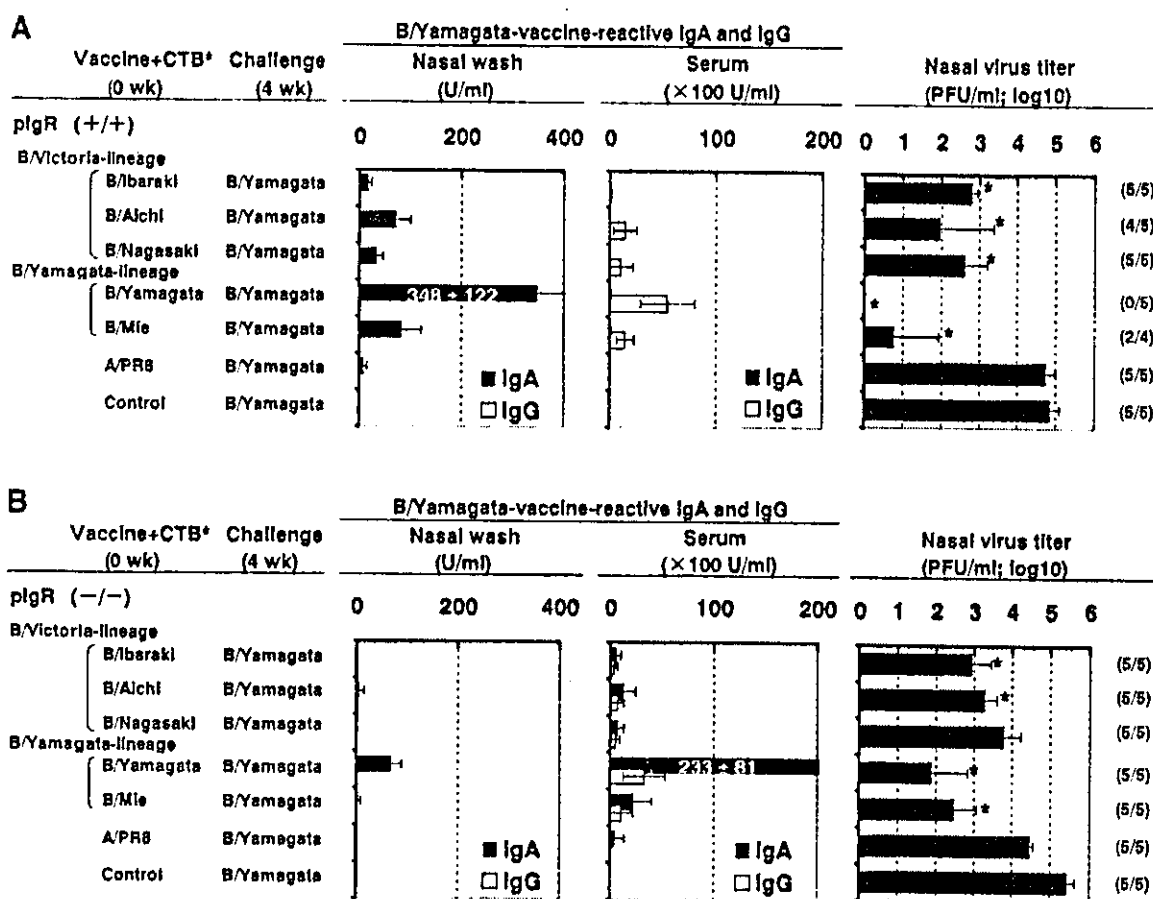 A
B/Yamagata-vaccine-reactive IgA and IgG
Vaccine+CTB* Challenge Nasal wash Serum Nasal virus titer
(0 wk) (4 wk) (U/ml) (×100 U/ml) (PFU/ml; log10)
pIgR (+/+) 0 200 400 0 100 200 0 1 2 3 4 5 6
B/Victoria-lineage
B/Ibaraki B/Yamagata * (5/5)
B/Aichi B/Yamagata * (4/5)
B/Nagasaki B/Yamagata * (5/5)
B/Yamagata-lineage
B/Yamagata B/Yamagata 348 ± 122 * (0/5)
B/Mie B/Yamagata * (2/4)
A/PR8 B/Yamagata IgA IgA (5/5)
Control B/Yamagata IgG IgG (5/5)
B
B/Yamagata-vaccine-reactive IgA and IgG
Vaccine+CTB* Challenge Nasal wash Serum Nasal virus titer
(0 wk) (4 wk) (U/ml) (×100 U/ml) (PFU/ml; log10)
pIgR (−/−) 0 200 400 0 100 200 0 1 2 3 4 5 6
B/Victoria-lineage
B/Ibaraki B/Yamagata * (5/5)
B/Aichi B/Yamagata * (5/5)
B/Nagasaki B/Yamagata (5/5)
B/Yamagata-lineage
B/Yamagata B/Yamagata 233 ± 81 * (5/5)
B/Mie B/Yamagata * (5/5)
A/PR8 B/Yamagata IgA IgA (5/5)
Control B/Yamagata IgG IgG (5/5)